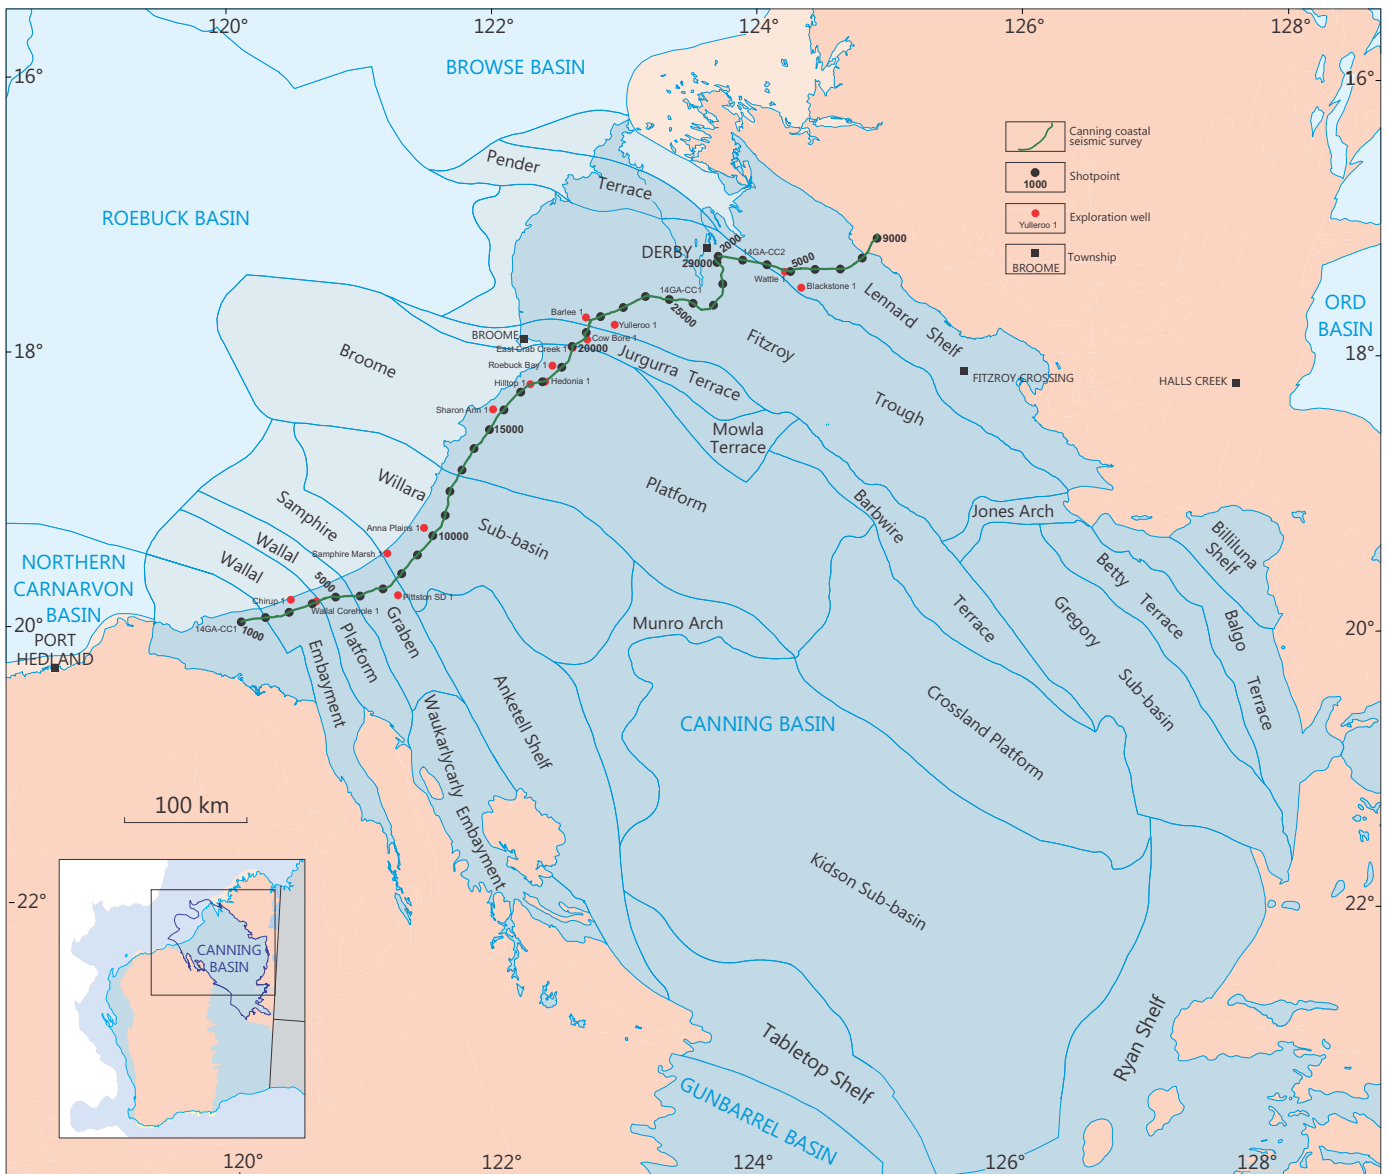 120°
122°
124°
126°
128°
16°
16°
BROWSE BASIN
Canning coastal
seismic survey
1000
Shotpoint
Yulleroo 1
Exploration well
BROOME
Township
Pender
Terrace
ROEBUCK BASIN
DERBY
2000
29000
14GA-CC2
5000
9000
Wattle 1
Blackstone 1
14GA-CC1
25000
Lennard Shelf
ORD
BASIN
Barlee 1
Yulleroo 1
BROOME
Cow Bore 1
East Crab Creek 1
20000
18°
18°
Broome
Fitzroy
Trough
Jurgurra Terrace
Roebuck Bay 1
Hilltop 1
Hedonia 1
FITZROY CROSSING
HALLS CREEK
Sharon Ann 1
15000
Mowla
Terrace
Willara
Platform
Samphire
Barbwire
Jones Arch
Billiluna
Shelf
Anna Plains 1
10000
Sub-basin
Wallal
Wallal
Samphire Marsh 1
NORTHERN
CARNARVON
BASIN
Betty
Terrace
5000
Chirup 1
Wallal Corehole 1
Pittston SD 1
Terrace
Gregory
Sub-basin
Balgo
Terrace
20°
20°
14GA-CC1
1000
Graben
Munro Arch
PORT
HEDLAND
Embayment
Platform
Anketell Shelf
Waukarlycarly Embayment
CANNING BASIN
Crossland Platform
100 km
Kidson Sub-basin
22°
22°
CANNING
BASIN
Ryan Shelf
Tabletop Shelf
GUNBARREL BASIN
120°
122°
124°
126°
128°